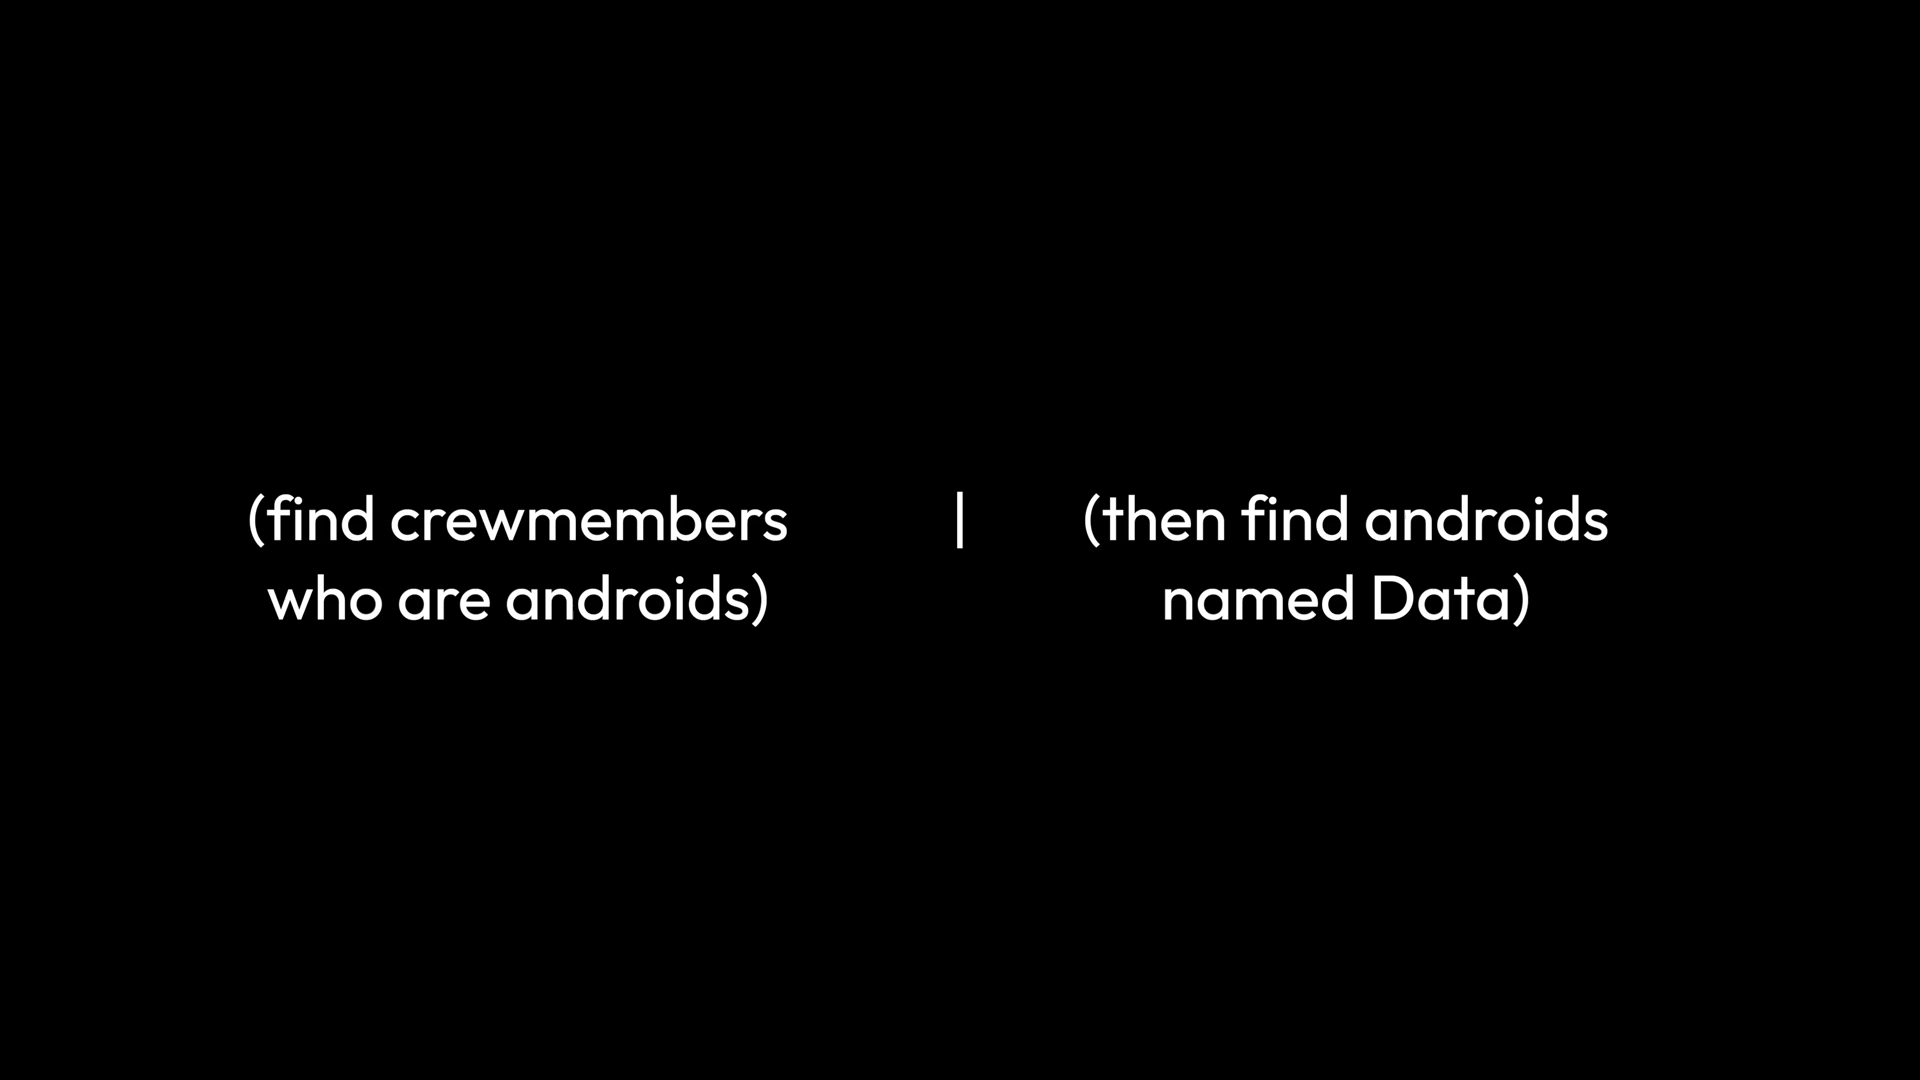 (find crewmembers
who are androids)
|
(then find androids
named Data)